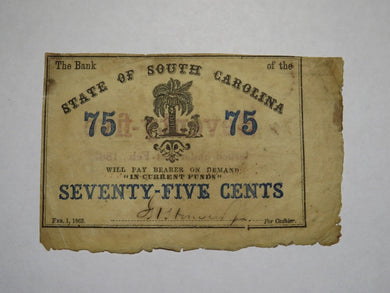 The Bank of the
STATE OF SOUTH CAROLINA
75 75
WILL PAY BEARER ON DEMAND
"IN CURRENT FUNDS"
SEVENTY-FIVE CENTS
FEB. 1, 1863. For Cashier.